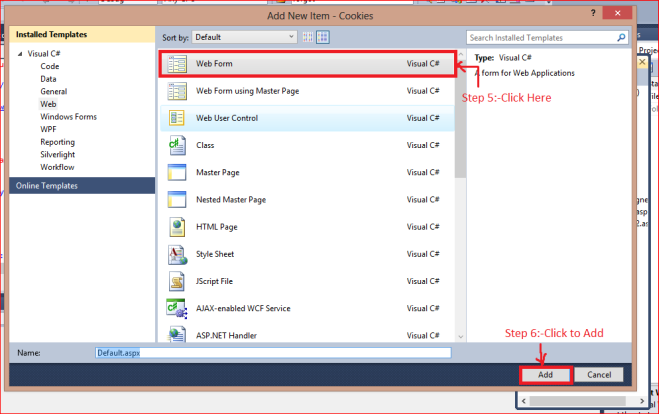 Add New Item - Cookies
? ×
Installed Templates
Sort by: Default
Search Installed Templates
Visual C#
Code
Data
General
Web
Windows Forms
WPF
Reporting
Silverlight
Workflow
Online Templates
Web Form Visual C#
Web Form using Master Page Visual C#
Web User Control Visual C#
Class Visual C#
Master Page Visual C#
Nested Master Page Visual C#
HTML Page Visual C#
Style Sheet Visual C#
JScript File Visual C#
AJAX-enabled WCF Service Visual C#
ASP.NET Handler Visual C#
Type: Visual C#
A form for Web Applications
Step 5:-Click Here
Step 6:-Click to Add
Name: Default.aspx
Add Cancel